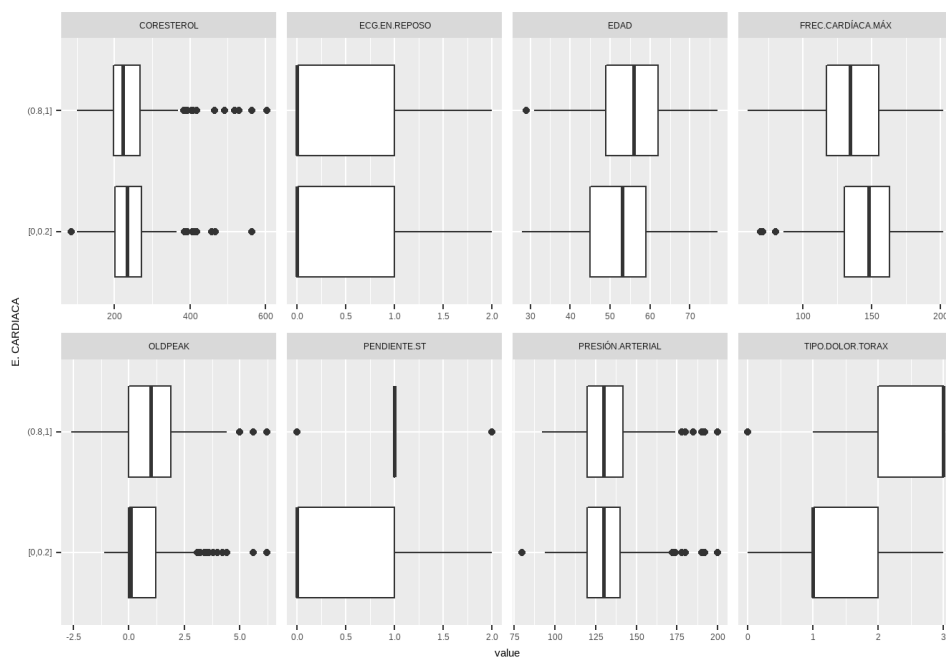 CORESTEROL ECG.EN.REPOSO EDAD FREC.CARDÍACA.MÁX
(0.8,1]
[0,0.2]
200 400 600 0.0 0.5 1.0 1.5 2.0 30 40 50 60 70 100 150 200
E. CARDIACA
OLDPEAK PENDIENTE.ST PRESIÓN.ARTERIAL TIPO.DOLOR.TORAX
(0.8,1]
[0,0.2]
-2.5 0.0 2.5 5.0 0.0 0.5 1.0 1.5 2.0 75 100 125 150 175 200 0 1 2 3
value